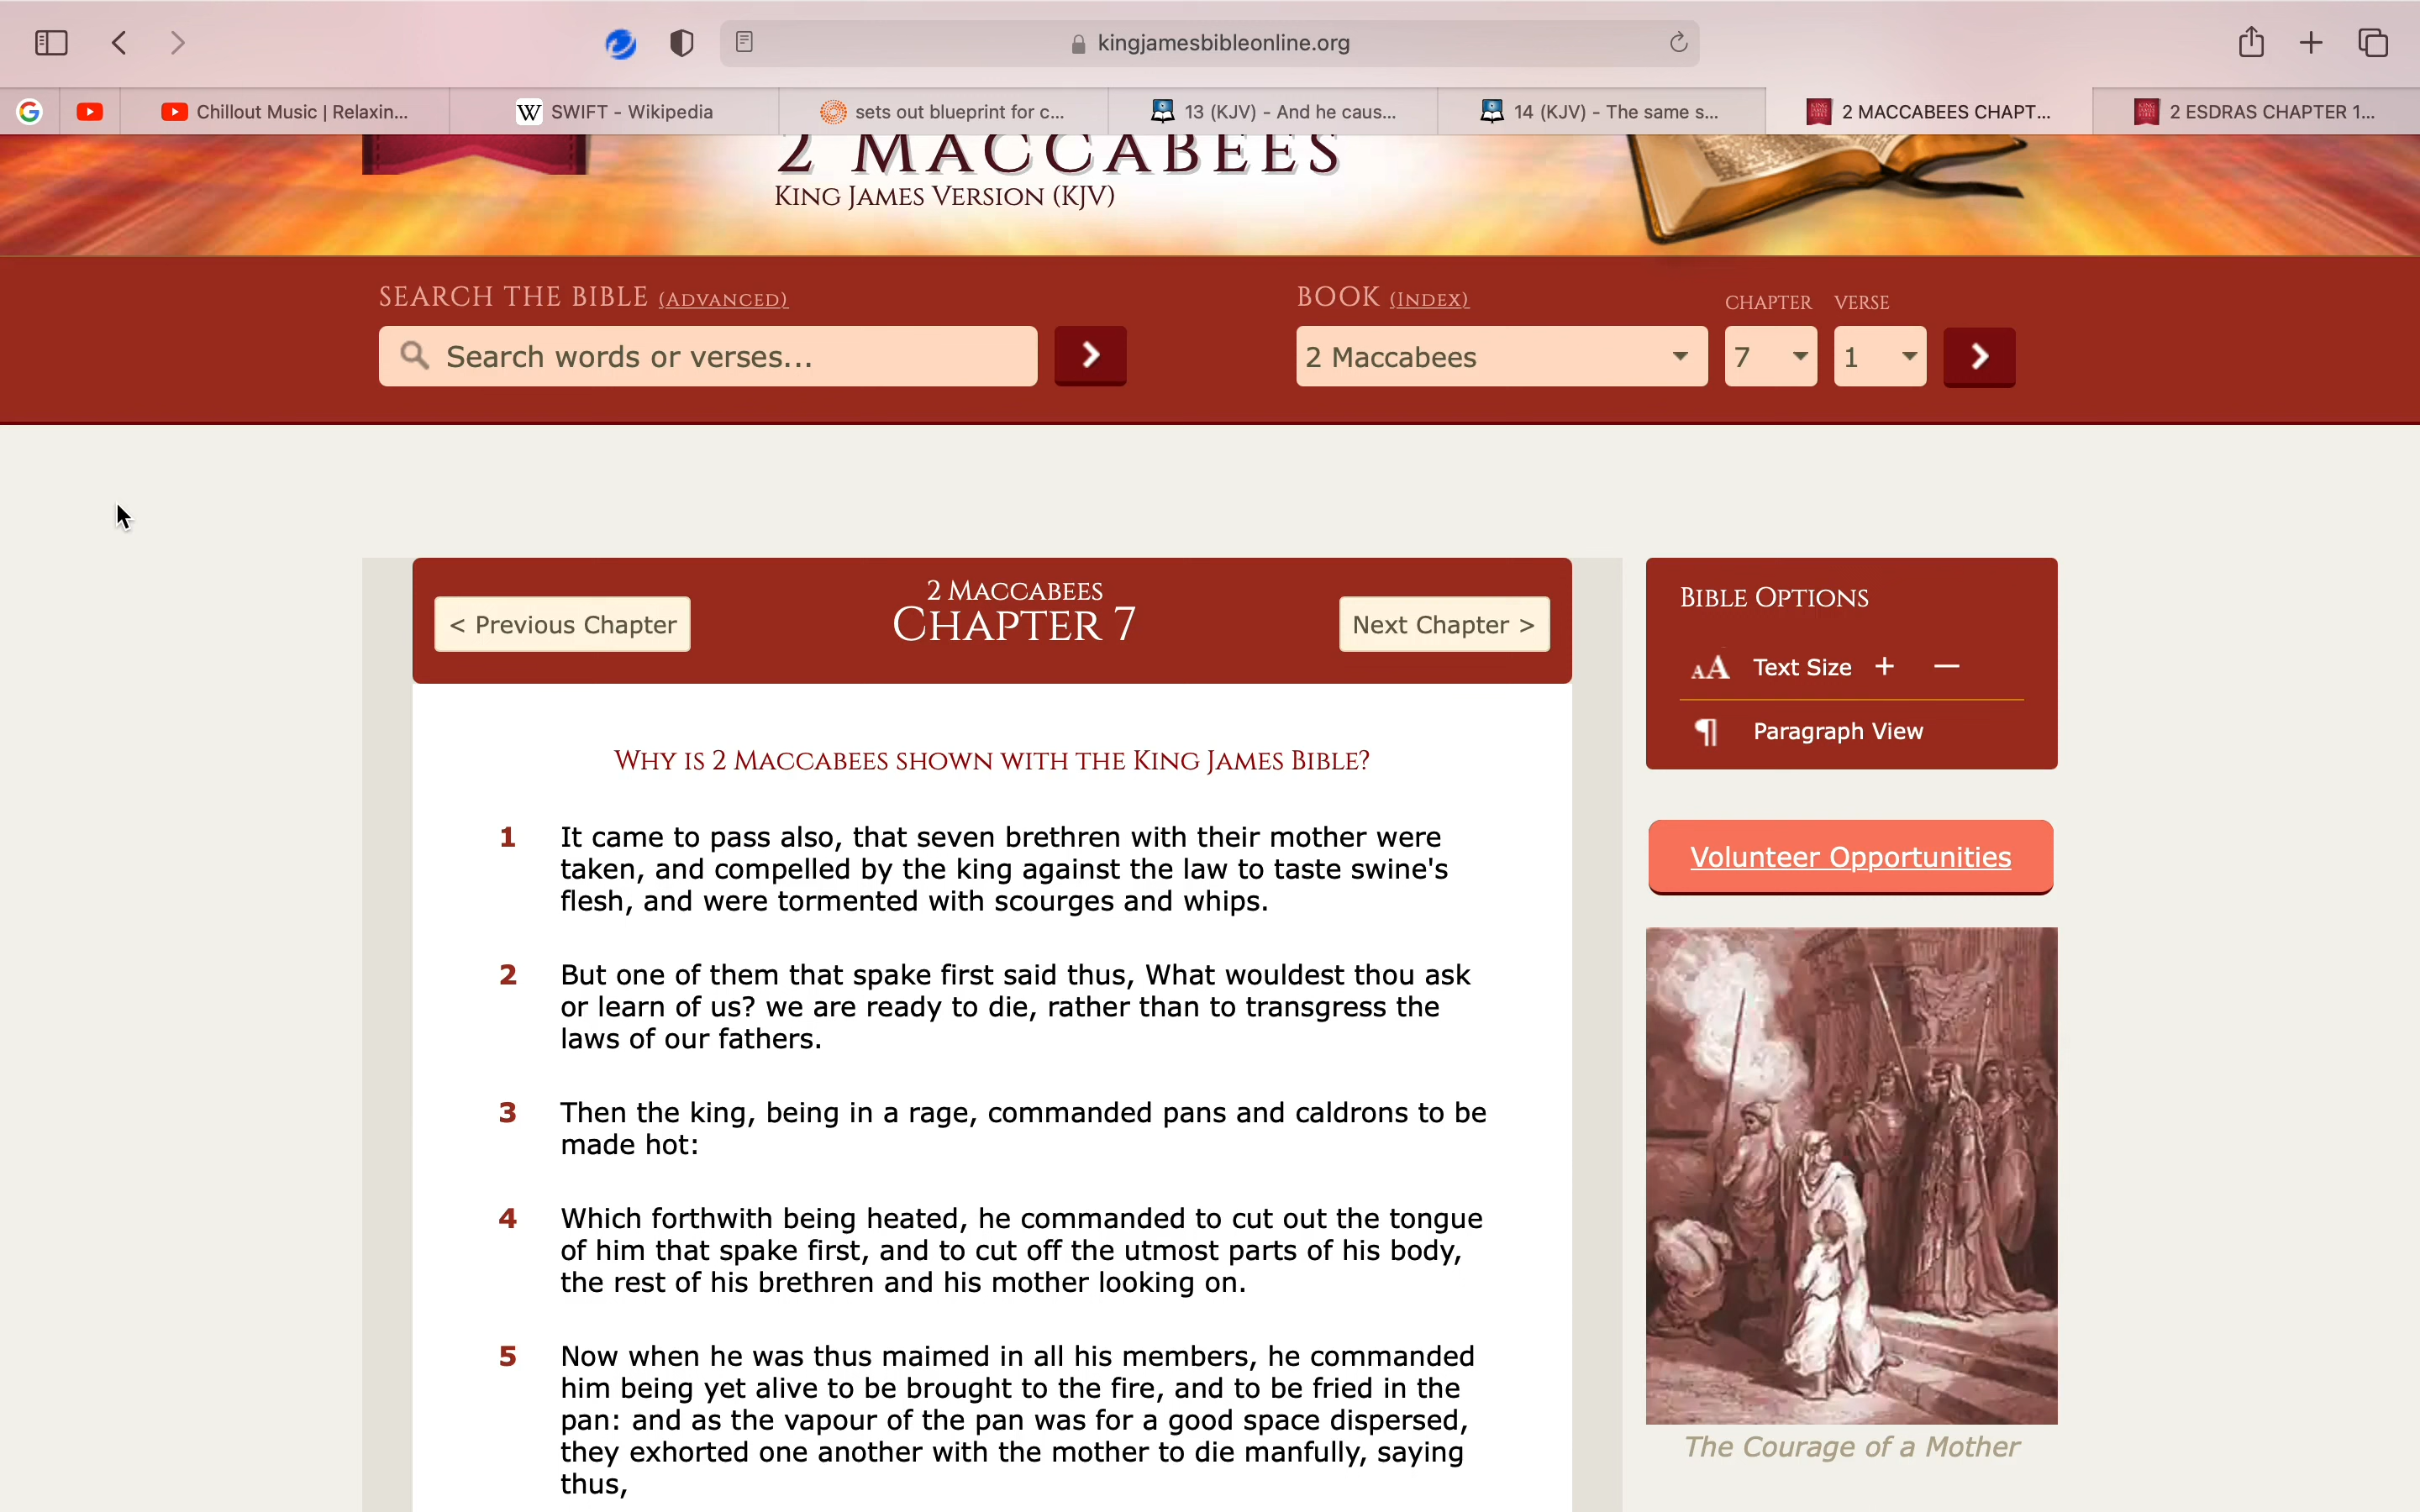 kingjamesbibleonline.org
Chillout Music | Relaxin...
W SWIFT - Wikipedia
sets out blueprint for c...
13 (KJV) - And he caus...
14 (KJV) - The same s...
2 MACCABEES CHAPT...
2 ESDRAS CHAPTER 1...
2 MACCABEES
KING JAMES VERSION (KJV)
SEARCH THE BIBLE (ADVANCED)
Search words or verses...
BOOK (INDEX)
CHAPTER
VERSE
2 Maccabees
7
1
2 MACCABEES
CHAPTER 7
< Previous Chapter
Next Chapter >
WHY IS 2 MACCABEES SHOWN WITH THE KING JAMES BIBLE?
1 It came to pass also, that seven brethren with their mother were
taken, and compelled by the king against the law to taste swine's
flesh, and were tormented with scourges and whips.
2 But one of them that spake first said thus, What wouldest thou ask
or learn of us? we are ready to die, rather than to transgress the
laws of our fathers.
3 Then the king, being in a rage, commanded pans and caldrons to be
made hot:
4 Which forthwith being heated, he commanded to cut out the tongue
of him that spake first, and to cut off the utmost parts of his body,
the rest of his brethren and his mother looking on.
5 Now when he was thus maimed in all his members, he commanded
him being yet alive to be brought to the fire, and to be fried in the
pan: and as the vapour of the pan was for a good space dispersed,
they exhorted one another with the mother to die manfully, saying
thus,
BIBLE OPTIONS
AA Text Size + —
¶ Paragraph View
Volunteer Opportunities
The Courage of a Mother